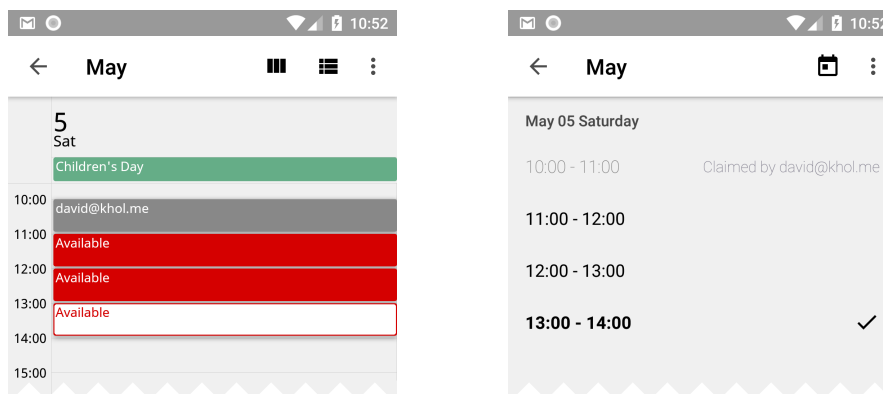 10:52
May
5
Sat
Children's Day
10:00
david@khol.me
11:00
Available
12:00
Available
13:00
Available
14:00
15:00
10:52
May
May 05 Saturday
10:00 - 11:00 Claimed by david@khol.me
11:00 - 12:00
12:00 - 13:00
13:00 - 14:00